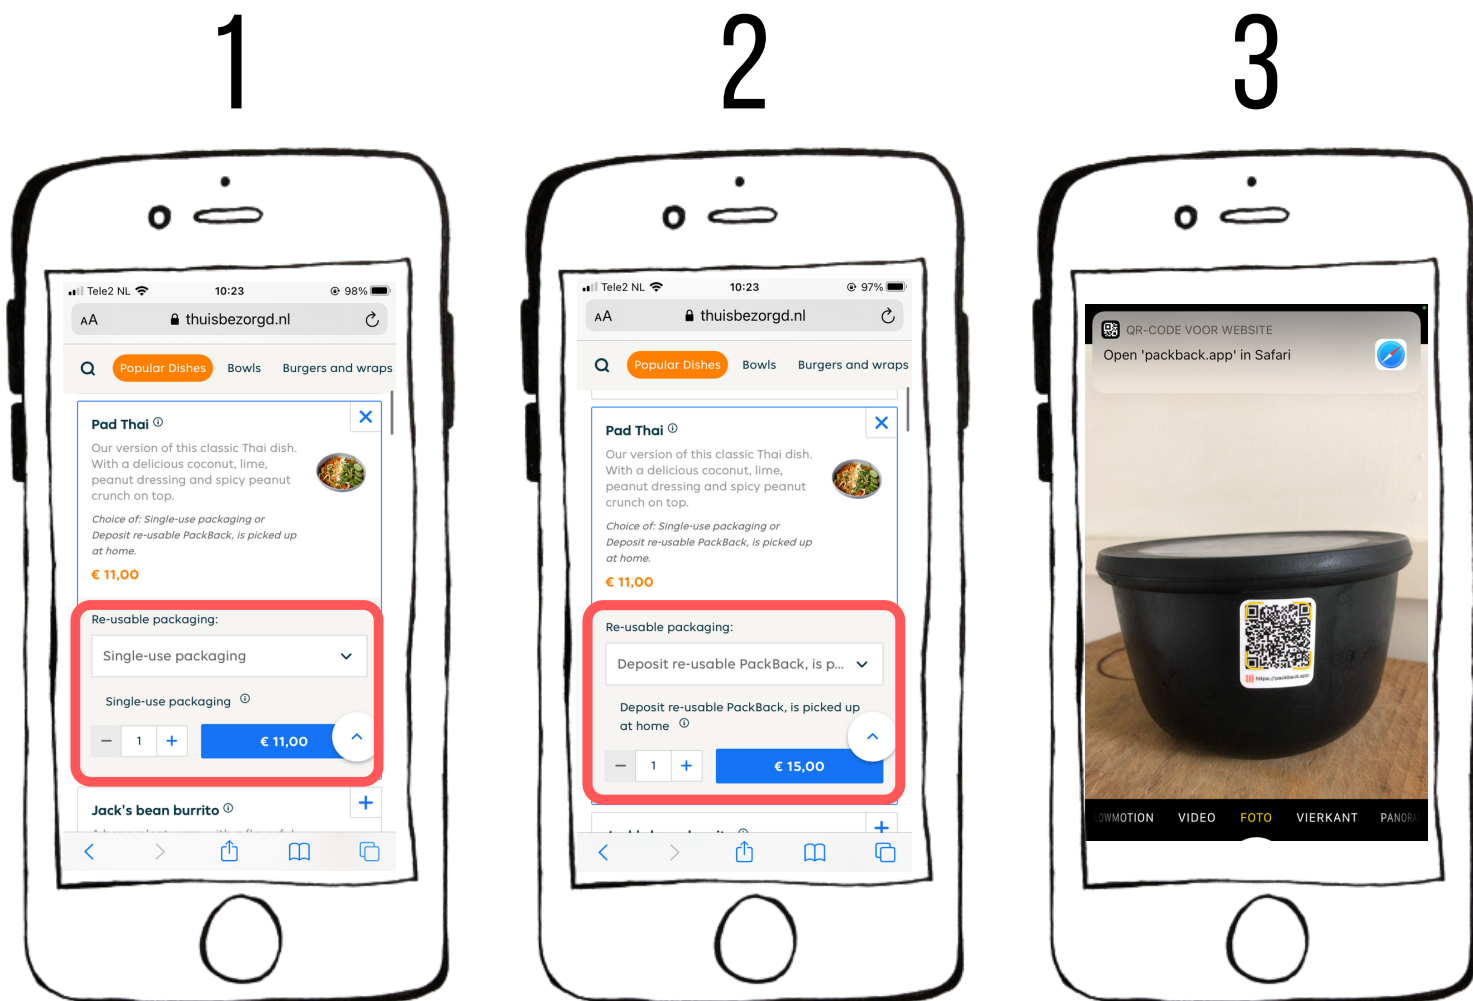 1
2
3
Tele2 NL
10:23
98%
AA
thuisbezorgd.nl
Popular Dishes
Bowls
Burgers and wraps
Pad Thai
Our version of this classic Thai dish.
With a delicious coconut, lime,
peanut dressing and spicy peanut
crunch on top.
Choice of: Single-use packaging or
Deposit re-usable PackBack, is picked up
at home.
€ 11,00
Re-usable packaging:
Single-use packaging
Single-use packaging
1
€ 11,00
Jack's bean burrito
Tele2 NL
10:23
97%
AA
thuisbezorgd.nl
Popular Dishes
Bowls
Burgers and wraps
Pad Thai
Our version of this classic Thai dish.
With a delicious coconut, lime,
peanut dressing and spicy peanut
crunch on top.
Choice of: Single-use packaging or
Deposit re-usable PackBack, is picked up
at home.
€ 11,00
Re-usable packaging:
Deposit re-usable PackBack, is p...
Deposit re-usable PackBack, is picked up
at home
1
€ 15,00
QR-CODE VOOR WEBSITE
Open 'packback.app' in Safari
https://packback.app
LOWMOTION
VIDEO
FOTO
VIERKANT
PANORA